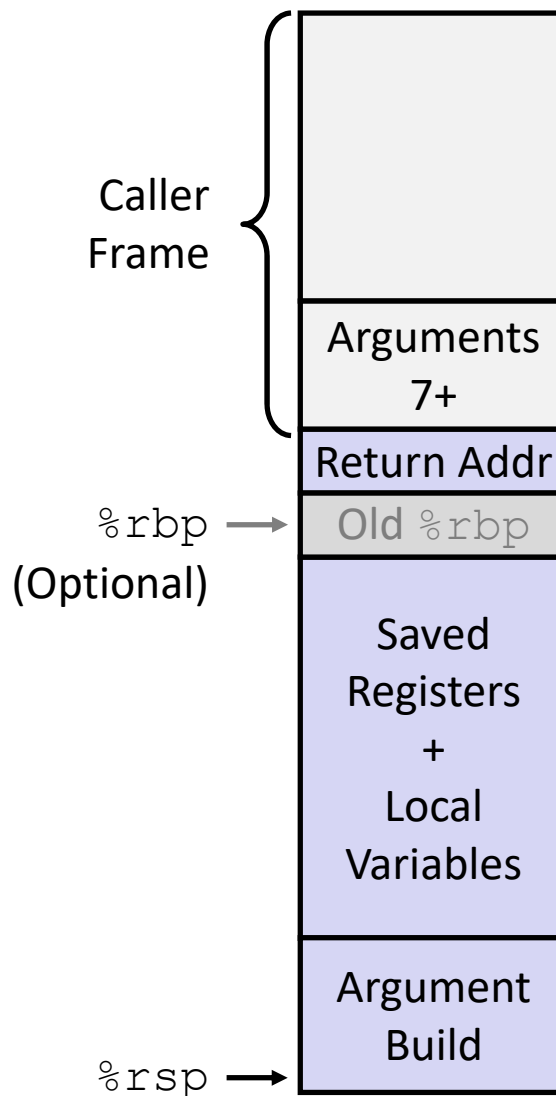 Caller
Frame
Arguments
7+
Return Addr
%rbp
Old %rbp
(Optional)
Saved
Registers
+
Local
Variables
Argument
Build
%rsp